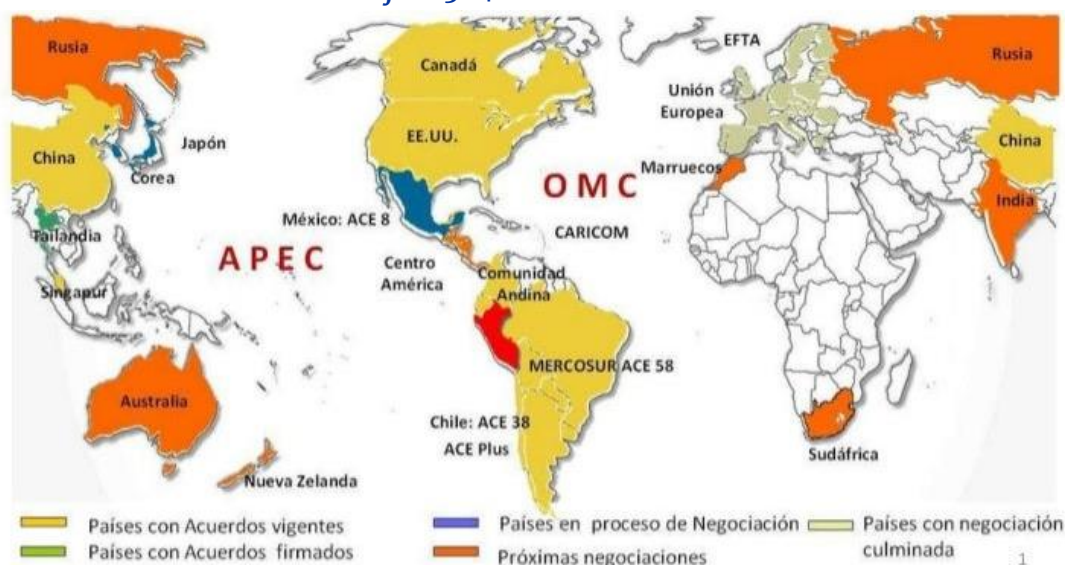 Rusia
Canadá
EFTA
Rusia
Unión
Europea
EE.UU.
Japón
China
Corea
China
Marruecos
OMC
India
México: ACE 8
CARICOM
Tailandia
APEC
Centro
América
Comunidad
Andina
Singapur
MERCOSUR ACE 58
Australia
Chile: ACE 38
ACE Plus
Sudáfrica
Nueva Zelanda
Países con Acuerdos vigentes
Países en proceso de Negociación
Países con negociación
culminada
Países con Acuerdos firmados
Próximas negociaciones
1